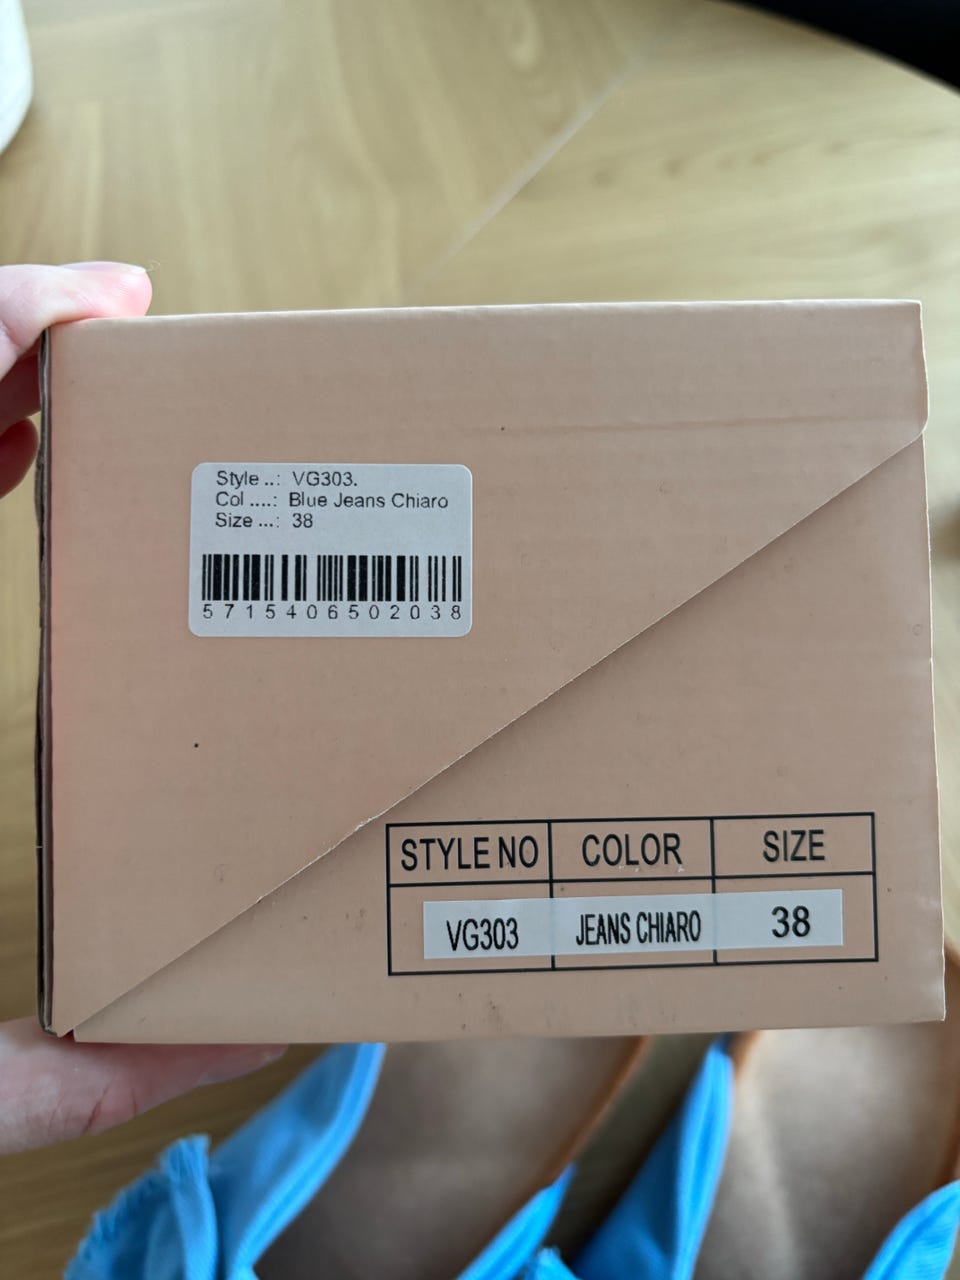 Style ..: VG303.
Col ....: Blue Jeans Chiaro
Size ...: 38
5715406502038
STYLE NO COLOR SIZE
VG303 JEANS CHIARO 38